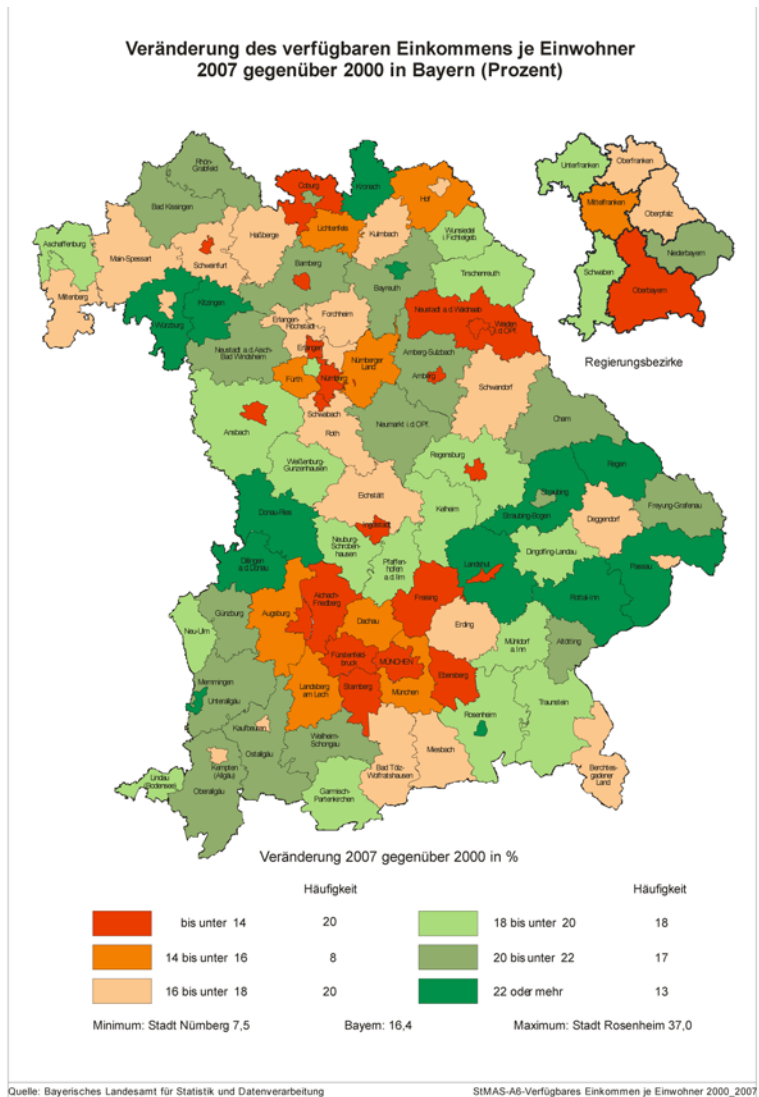 Veränderung des verfügbaren Einkommens je Einwohner
2007 gegenüber 2000 in Bayern (Prozent)
Rhön-
Grabfeld
Bad Kissingen
Coburg
Kronach
Hof
Lichtenfels
Kulmbach
Wunsiedel
i.Fichtelgeb
Tirschenreuth
Aschaffenburg
Main-Spessart
Miltenberg
Schweinfurt
Haßberge
Bamberg
Bayreuth
Würzburg
Kitzingen
Forchheim
Erlangen-
Höchstadt
Erlangen
Neustadt a.d.Aisch-
Bad Windsheim
Fürth
Nürnberg
Nürnberger
Land
Neustadt a.d.Waldnaab
Weiden
i.d.OPf.
Amberg-Sulzbach
Amberg
Schwandorf
Ansbach
Schwabach
Roth
Neumarkt i.d.OPf.
Cham
Weißenburg-
Gunzenhausen
Regensburg
Eichstätt
Kelheim
Regen
Straubing
Straubing-Bogen
Deggendorf
Freyung-Grafenau
Donau-Ries
Ingolstadt
Neuburg-
Schroben-
hausen
Pfaffen-
hofen
a.d.Ilm
Landshut
Dingolfing-Landau
Passau
Rottal-Inn
Dillingen
a.d.Donau
Aichach-
Friedberg
Freising
Günzburg
Augsburg
Dachau
Erding
Mühldorf
a.Inn
Altötting
Neu-Ulm
Fürstenfeld-
bruck
MÜNCHEN
Ebersberg
Memmingen
Unterallgäu
Landsberg
am Lech
Starnberg
München
Rosenheim
Traunstein
Kaufbeuren
Ostallgäu
Weilheim-
Schongau
Bad Tölz-
Wolfratshausen
Miesbach
Berchtes-
gadener
Land
Lindau
(Bodensee)
Kempten
(Allgäu)
Oberallgäu
Garmisch-
Partenkirchen
Unterfranken
Oberfranken
Mittelfranken
Oberpfalz
Niederbayern
Schwaben
Oberbayern
Regierungsbezirke
Veränderung 2007 gegenüber 2000 in %
Häufigkeit Häufigkeit
bis unter 14 20 18 bis unter 20 18
14 bis unter 16 8 20 bis unter 22 17
16 bis unter 18 20 22 oder mehr 13
Minimum: Stadt Nürnberg 7,5 Bayern: 16,4 Maximum: Stadt Rosenheim 37,0
Quelle: Bayerisches Landesamt für Statistik und Datenverarbeitung StMAS-A6-Verfügbares Einkommen je Einwohner 2000_2007